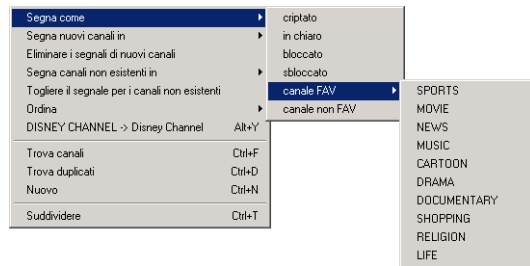 Segna come
Segna nuovi canali in
Eliminare i segnali di nuovi canali
Segna canali non esistenti in
Togliere il segnale per i canali non esistenti
Ordina
DISNEY CHANNEL -> Disney Channel Alt+Y
Trova canali Ctrl+F
Trova duplicati Ctrl+D
Nuovo Ctrl+N
Suddividere Ctrl+T
criptato
in chiaro
bloccato
sbloccato
canale FAV
canale non FAV
SPORTS
MOVIE
NEWS
MUSIC
CARTOON
DRAMA
DOCUMENTARY
SHOPPING
RELIGION
LIFE